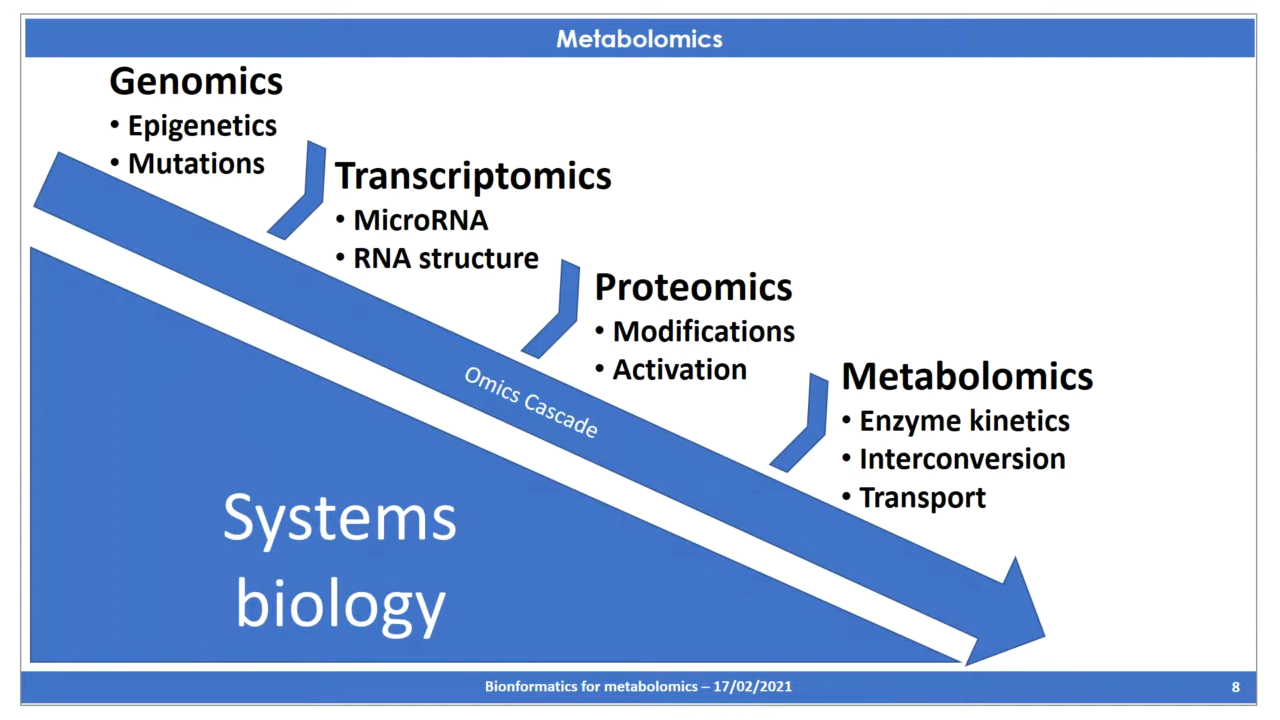 Metabolomics
Genomics
• Epigenetics
• Mutations
Transcriptomics
• MicroRNA
• RNA structure
Proteomics
• Modifications
• Activation
Metabolomics
• Enzyme kinetics
• Interconversion
• Transport
Omics Cascade
Systems
biology
Bionformatics for metabolomics – 17/02/2021
8